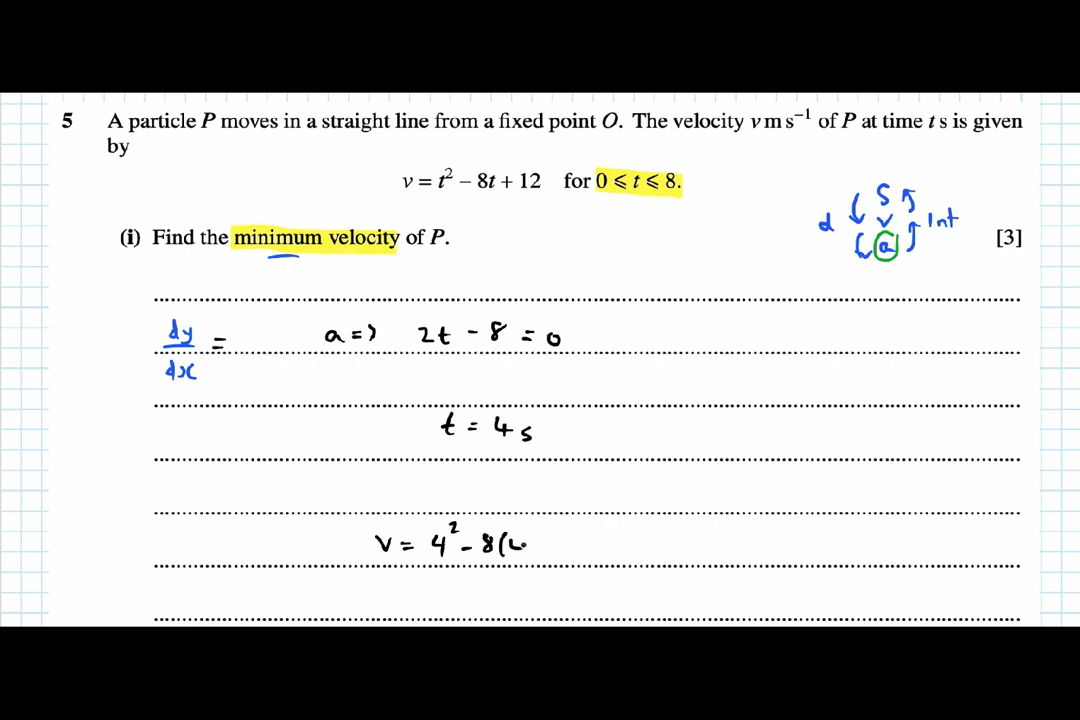 5 A particle P moves in a straight line from a fixed point O. The velocity v m s⁻¹ of P at time t s is given
by
v = t² – 8t + 12 for 0 ⩽ t ⩽ 8.
S
d v Int
a
(i) Find the minimum velocity of P. [3]
dy/dx = a => 2t - 8 = 0
t = 4 s
v = 4² - 8(4